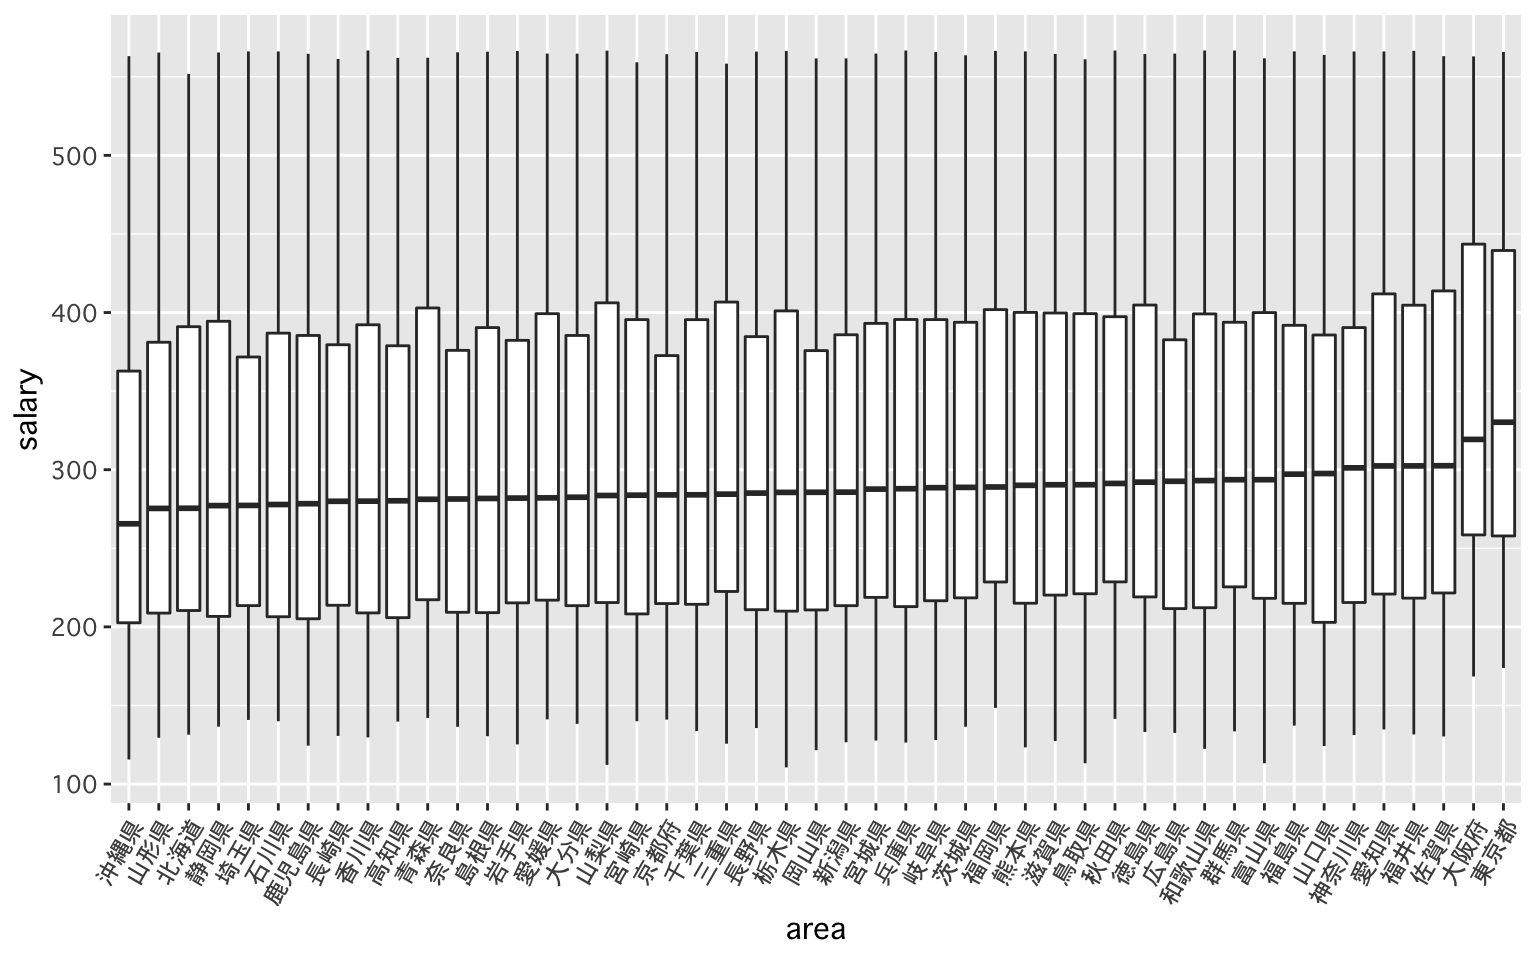 salary
500
400
300
200
100
沖縄県
山形県
北海道
静岡県
埼玉県
石川県
鹿児島県
長崎県
香川県
高知県
青森県
奈良県
島根県
岩手県
愛媛県
大分県
山梨県
宮崎県
京都府
千葉県
三重県
長野県
栃木県
岡山県
新潟県
宮城県
兵庫県
岐阜県
茨城県
福岡県
熊本県
滋賀県
鳥取県
秋田県
徳島県
広島県
和歌山県
群馬県
富山県
福島県
山口県
神奈川県
愛知県
福井県
佐賀県
大阪府
東京都
area